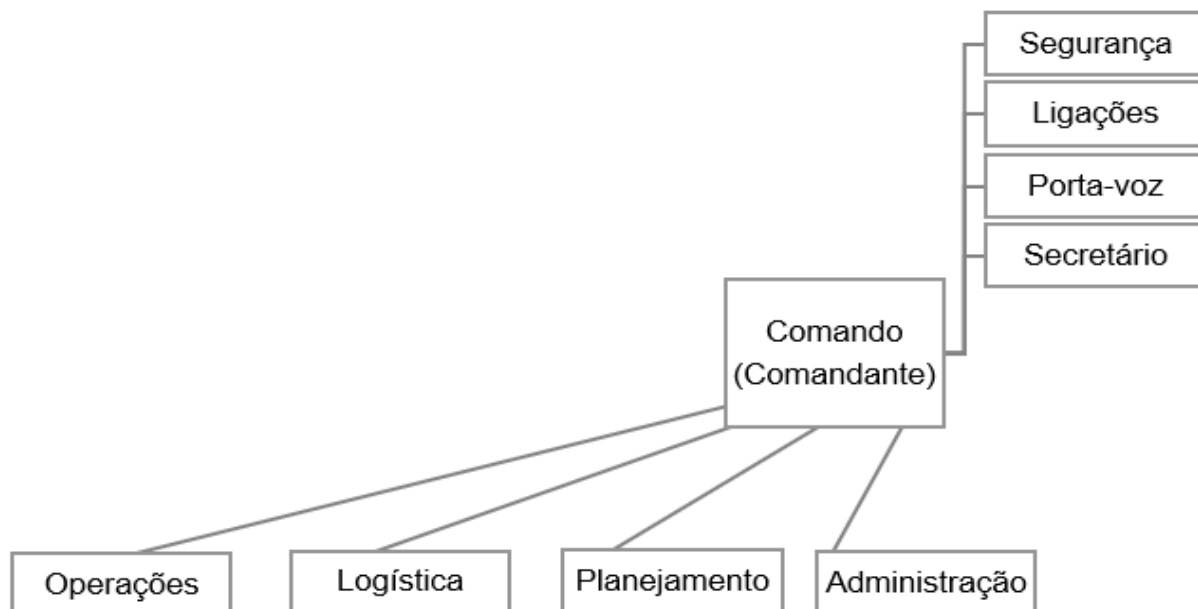 Segurança
Ligações
Porta-voz
Secretário
Comando
(Comandante)
Operações
Logística
Planejamento
Administração